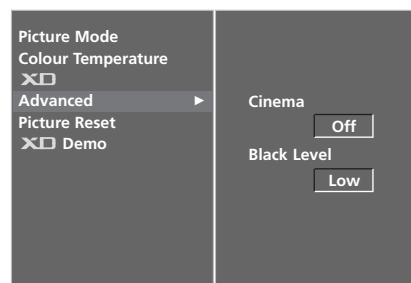 Picture Mode
Colour Temperature
XD
Advanced ►
Picture Reset
XD Demo
Cinema
Off
Black Level
Low